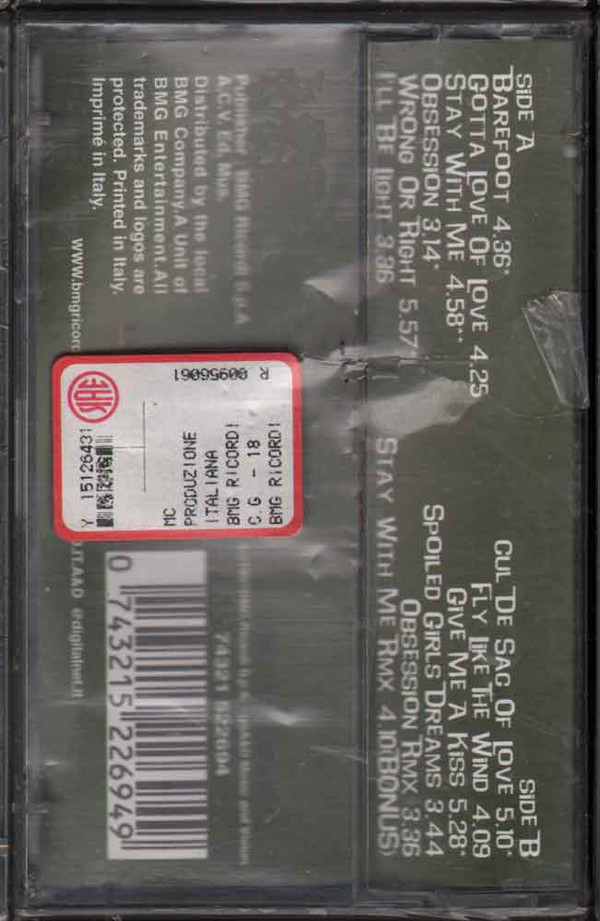 SIDE A
BAREFOOT 4.36*
GOTTA LOVE OF LOVE 4.25
STAY WITH ME 4.58**
OBSESSION 3.14*
WRONG OR RIGHT 5.57
I'LL BE LIGHT 3.36
SIDE B
CUL DE SAC OF LOVE 5.10*
FLY LIKE THE WIND 4.09
GIVE ME A KISS 5.28*
SPOILED GIRLS DREAMS 3.44
OBSESSION RMX 3.36
STAY WITH ME RMX 4.10(BONUS)
Publisher BMG Ricordi S.p.A
A.C.V. Ed. Mus.
Distributed by the local
BMG Company.A Unit of
BMG Entertainment.All
trademarks and logos are
protected. Printed in Italy.
Imprimé in Italy.
www.bmgricord
R 00956061
SIAE
Y 15126431
MC
PRODUZIONE
ITALIANA
BMG RICORDI
C.G - 18
BMG RICORDI
74321 522694
0 743215 226949